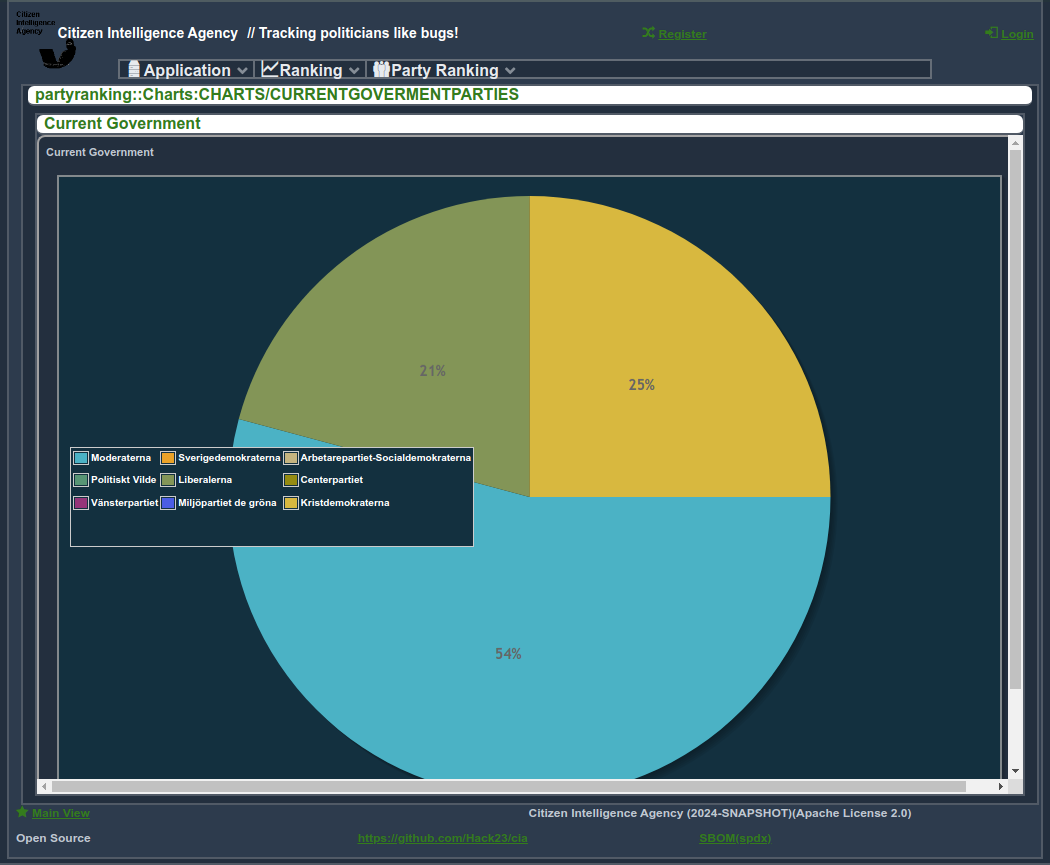 Citizen
Intelligence
Agency
Citizen Intelligence Agency // Tracking politicians like bugs!
Register
Login
Application
Ranking
Party Ranking
partyranking::Charts:CHARTS/CURRENTGOVERMENTPARTIES
Current Government
Current Government
21%
25%
Moderaterna
Sverigedemokraterna
Arbetarepartiet-Socialdemokraterna
Politiskt Vilde
Liberalerna
Centerpartiet
Vänsterpartiet
Miljöpartiet de gröna
Kristdemokraterna
54%
Main View
Citizen Intelligence Agency (2024-SNAPSHOT)(Apache License 2.0)
Open Source
https://github.com/Hack23/cia
SBOM(spdx)